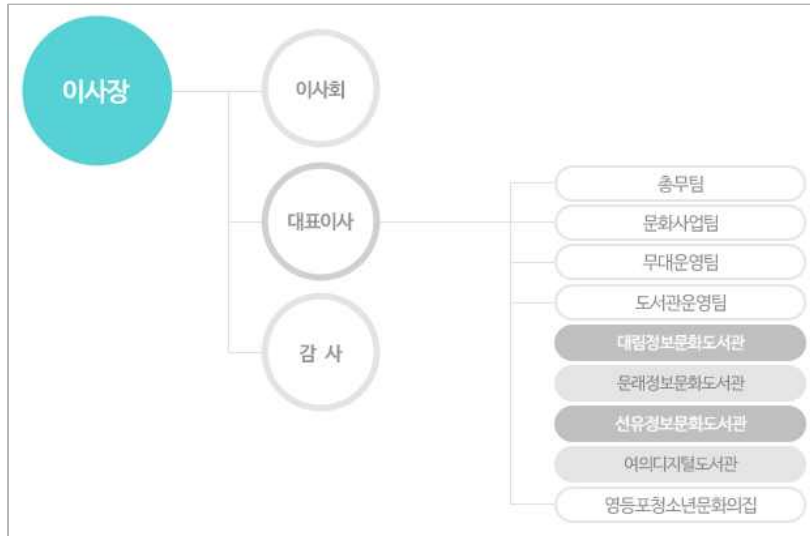 이사장
이사회
대표이사
감 사
총무팀
문화사업팀
무대운영팀
도서관운영팀
대림정보문화도서관
문래정보문화도서관
선유정보문화도서관
여의디지털도서관
영등포청소년문화의집